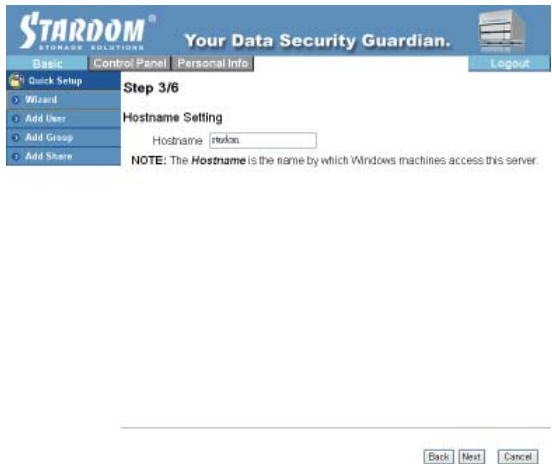 STARDOM®
STORAGE SOLUTIONS
Your Data Security Guardian.
Basic
Control Panel
Personal Info
Logout
Quick Setup
Wizard
Add User
Add Group
Add Share
Step 3/6
Hostname Setting
Hostname
NOTE: The Hostname is the name by which Windows machines access this server.
Back
Next
Cancel